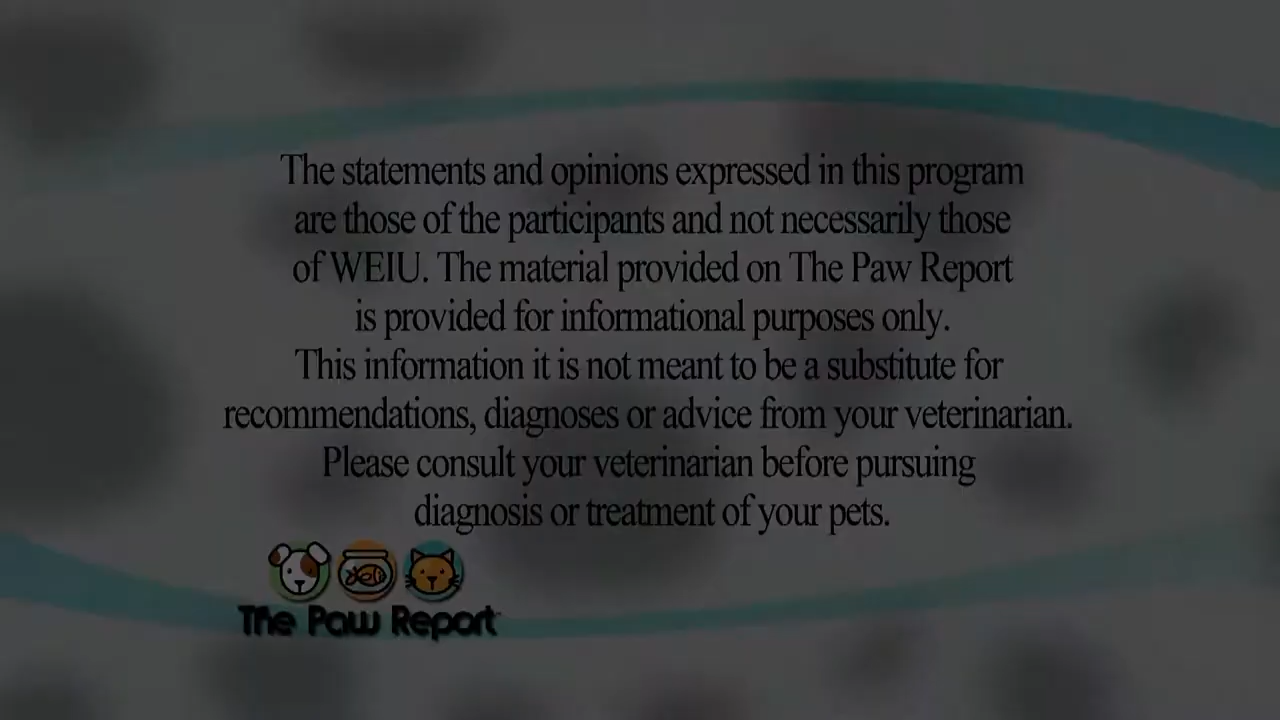 The statements and opinions expressed in this program
are those of the participants and not necessarily those
of WEIU. The material provided on The Paw Report
is provided for informational purposes only.
This information it is not meant to be a substitute for
recommendations, diagnoses or advice from your veterinarian.
Please consult your veterinarian before pursuing
diagnosis or treatment of your pets.
The Paw Report